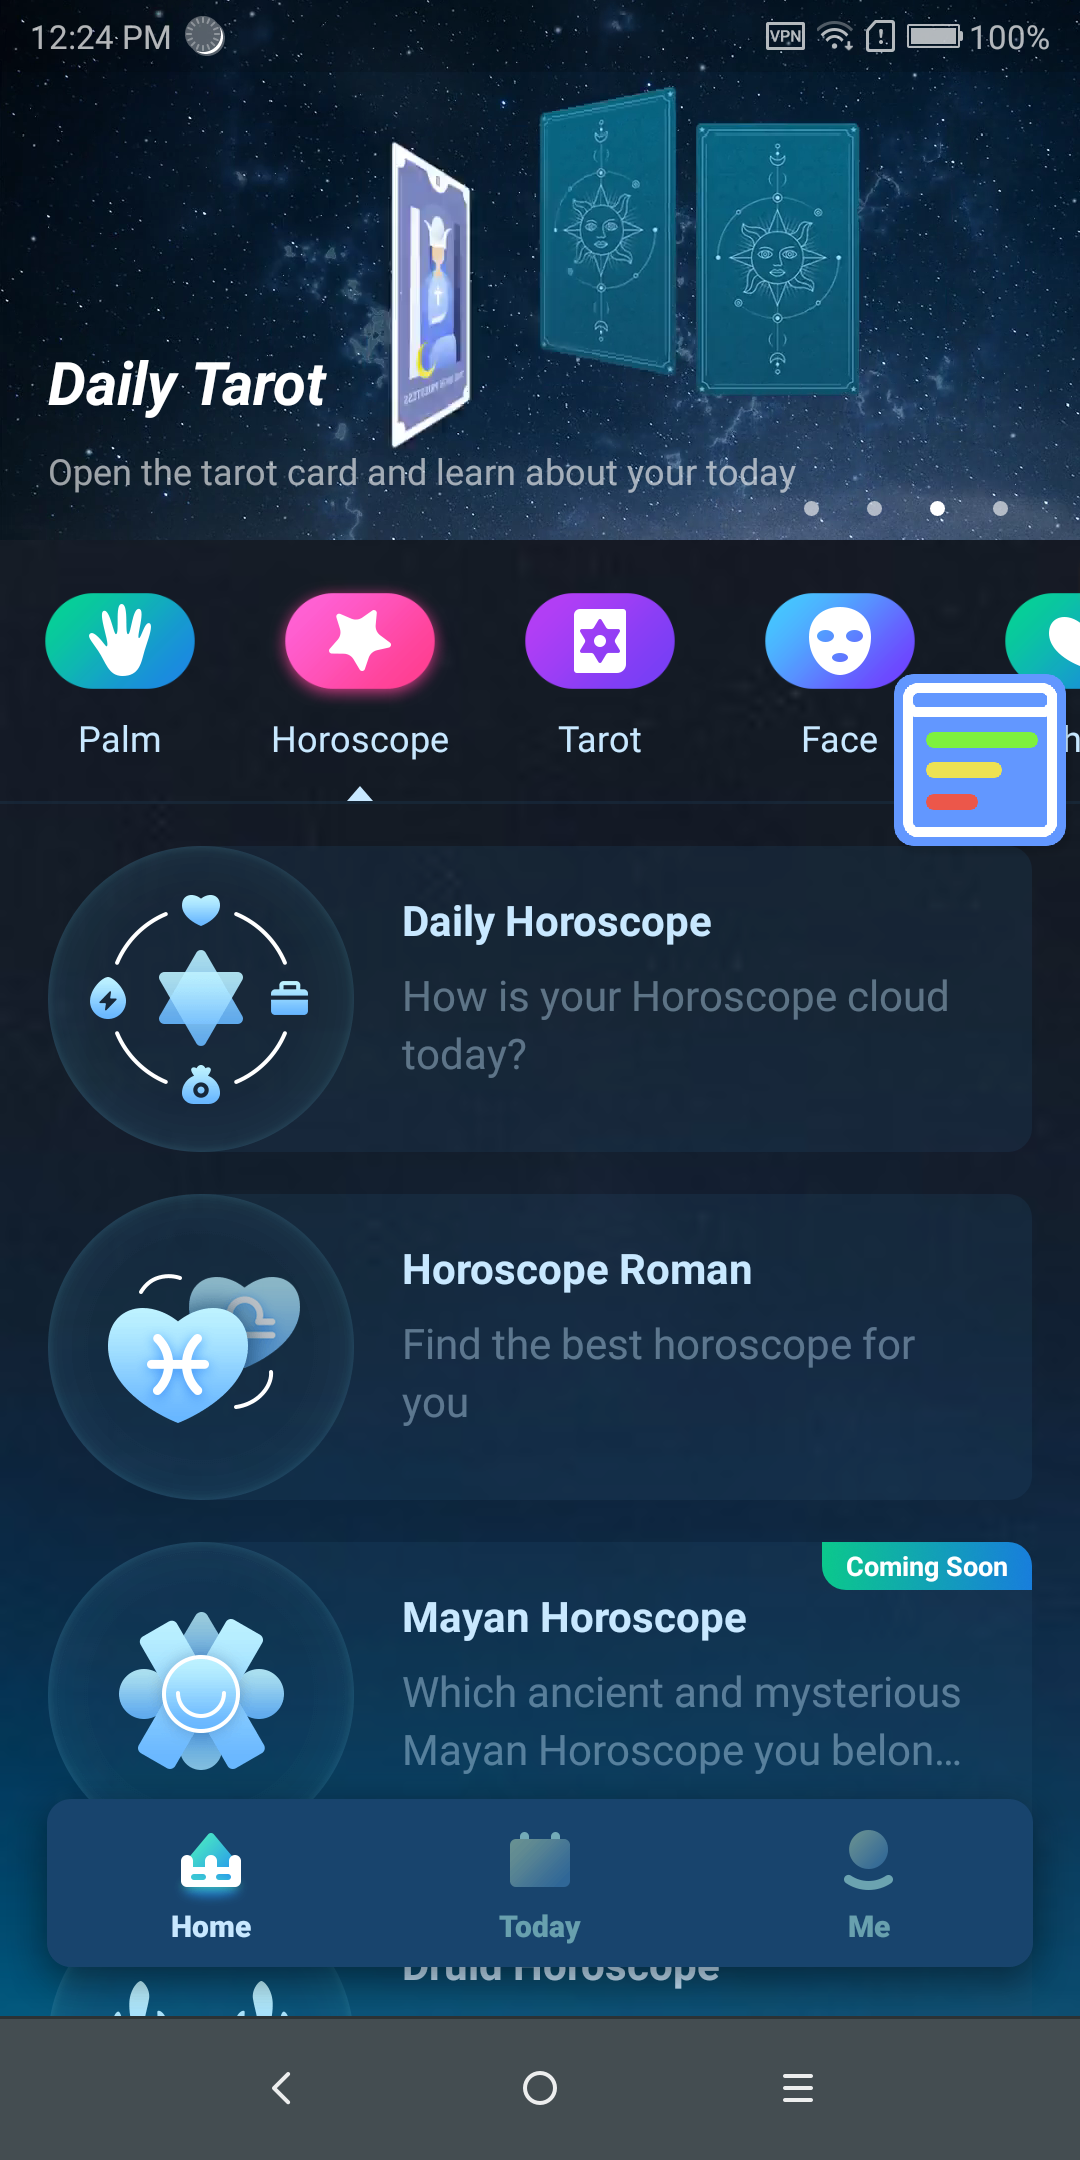 12:24 PM
VPN
100%
Daily Tarot
Open the tarot card and learn about your today
Palm
Horoscope
Tarot
Face
Daily Horoscope
How is your Horoscope cloud
today?
Horoscope Roman
Find the best horoscope for
you
Coming Soon
Mayan Horoscope
Which ancient and mysterious
Mayan Horoscope you belon...
Home
Today
Me
Druid Horoscope